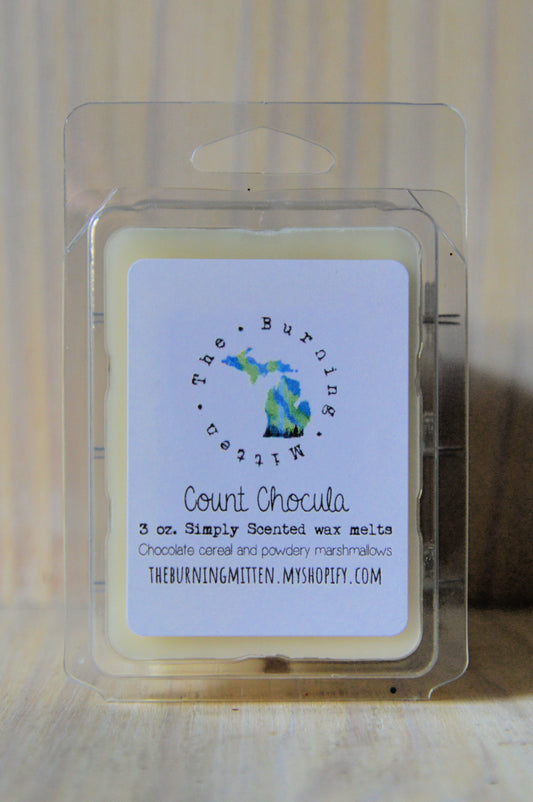 The • Burning • Mitten •
Count Chocula
3 oz. Simply Scented wax melts
Chocolate cereal and powdery marshmallows
THEBURNINGMITTEN.MYSHOPIFY.COM